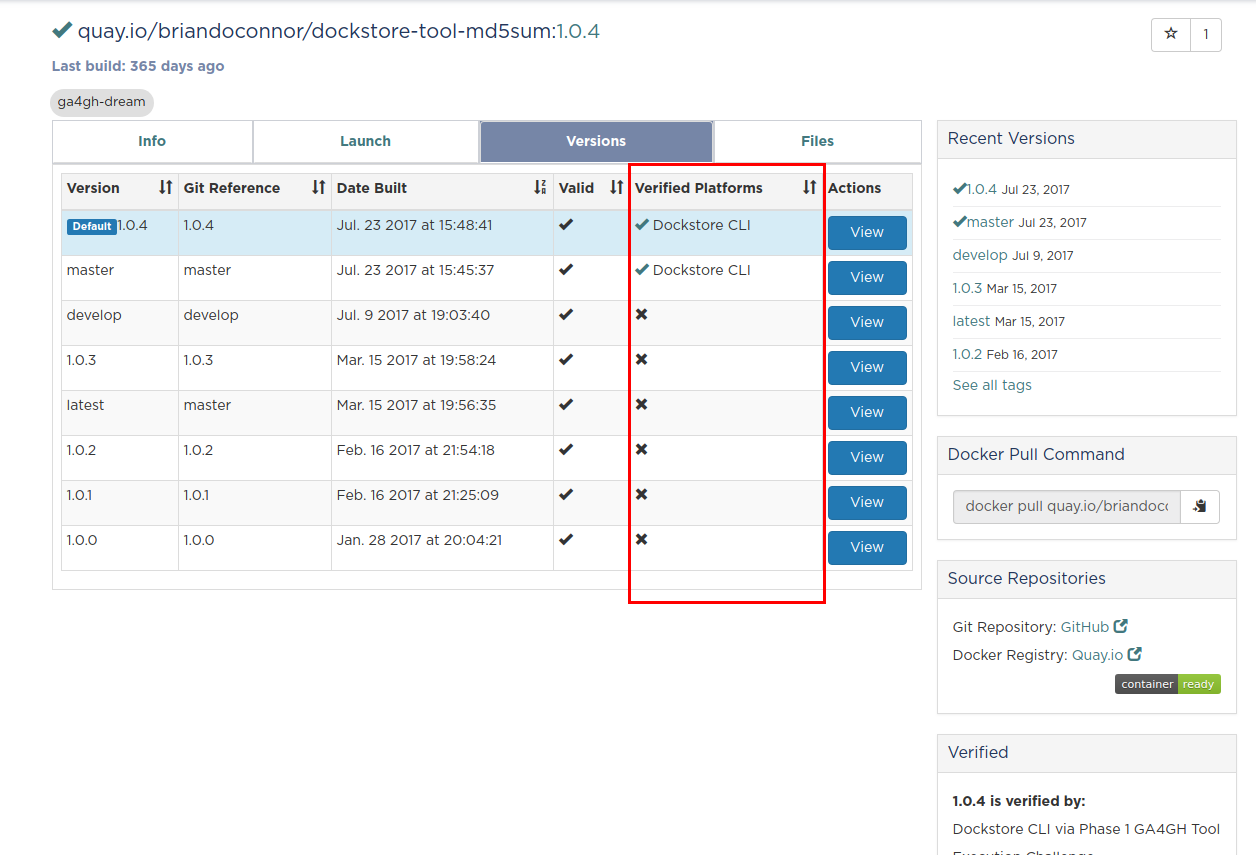 quay.io/briandoconnor/dockstore-tool-md5sum:1.0.4
1
Last build: 365 days ago
ga4gh-dream
Info Launch Versions Files
Version Git Reference Date Built Valid Verified Platforms Actions
Default 1.0.4 1.0.4 Jul. 23 2017 at 15:48:41 Dockstore CLI View
master master Jul. 23 2017 at 15:45:37 Dockstore CLI View
develop develop Jul. 9 2017 at 19:03:40 View
1.0.3 1.0.3 Mar. 15 2017 at 19:58:24 View
latest master Mar. 15 2017 at 19:56:35 View
1.0.2 1.0.2 Feb. 16 2017 at 21:54:18 View
1.0.1 1.0.1 Feb. 16 2017 at 21:25:09 View
1.0.0 1.0.0 Jan. 28 2017 at 20:04:21 View
Recent Versions
1.0.4 Jul 23, 2017
master Jul 23, 2017
develop Jul 9, 2017
1.0.3 Mar 15, 2017
latest Mar 15, 2017
1.0.2 Feb 16, 2017
See all tags
Docker Pull Command
docker pull quay.io/briandoc
Source Repositories
Git Repository: GitHub
Docker Registry: Quay.io
container ready
Verified
1.0.4 is verified by:
Dockstore CLI via Phase 1 GA4GH Tool
Execution Challenge